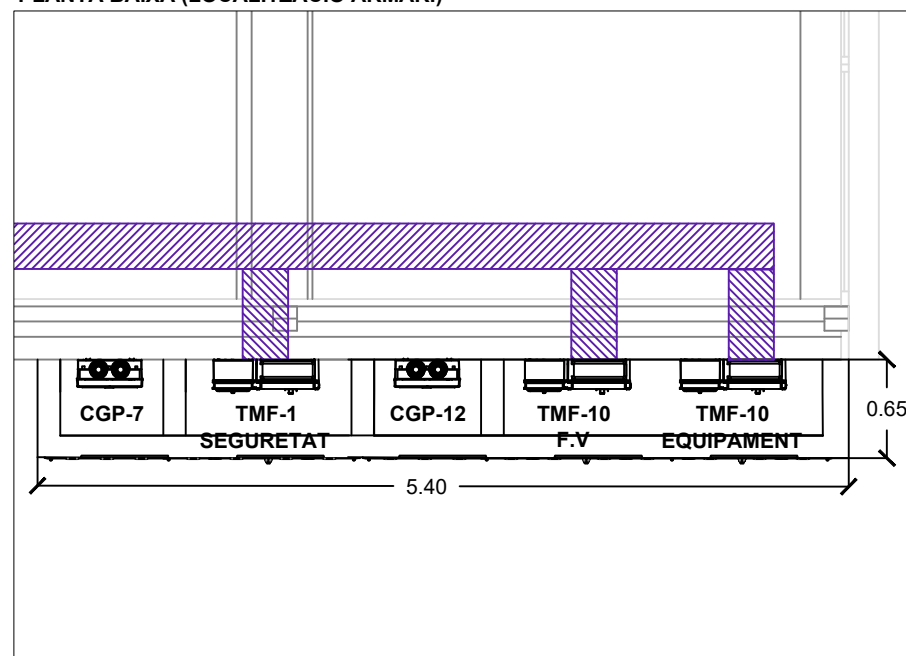 PLANTA BAIXA (LOCALITZACIÓ ARMARI)
CGP-7 TMF-1 CGP-12 TMF-10 TMF-10 0.65
SEGURETAT F.V EQUIPAMENT
5.40